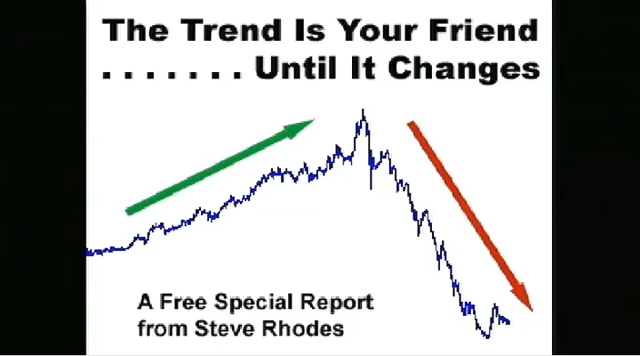 The Trend Is Your Friend
. . . . . . . Until It Changes
A Free Special Report
from Steve Rhodes